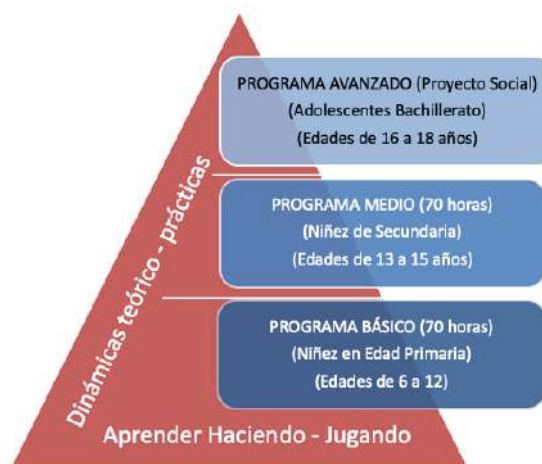 PROGRAMA AVANZADO (Proyecto Social)
(Adolescentes Bachillerato)
(Edades de 16 a 18 años)
PROGRAMA MEDIO (70 horas)
(Niñez de Secundaria)
(Edades de 13 a 15 años)
PROGRAMA BÁSICO (70 horas)
(Niñez en Edad Primaria)
(Edades de 6 a 12)
Dinámicas teórico - prácticas
Aprender Haciendo - Jugando